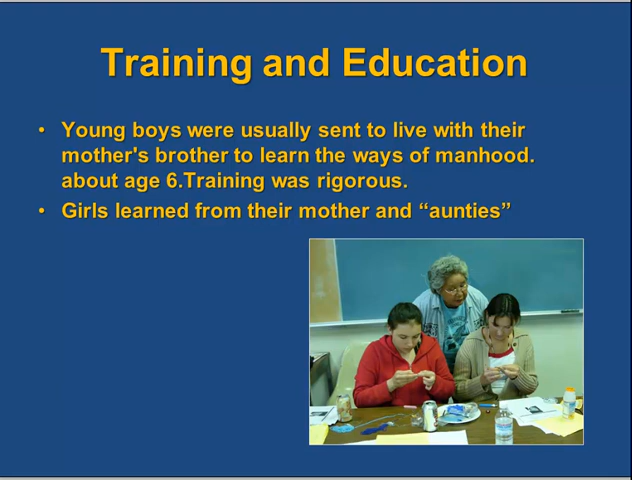 Training and Education
• Young boys were usually sent to live with their
mother's brother to learn the ways of manhood.
about age 6.Training was rigorous.
• Girls learned from their mother and “aunties”